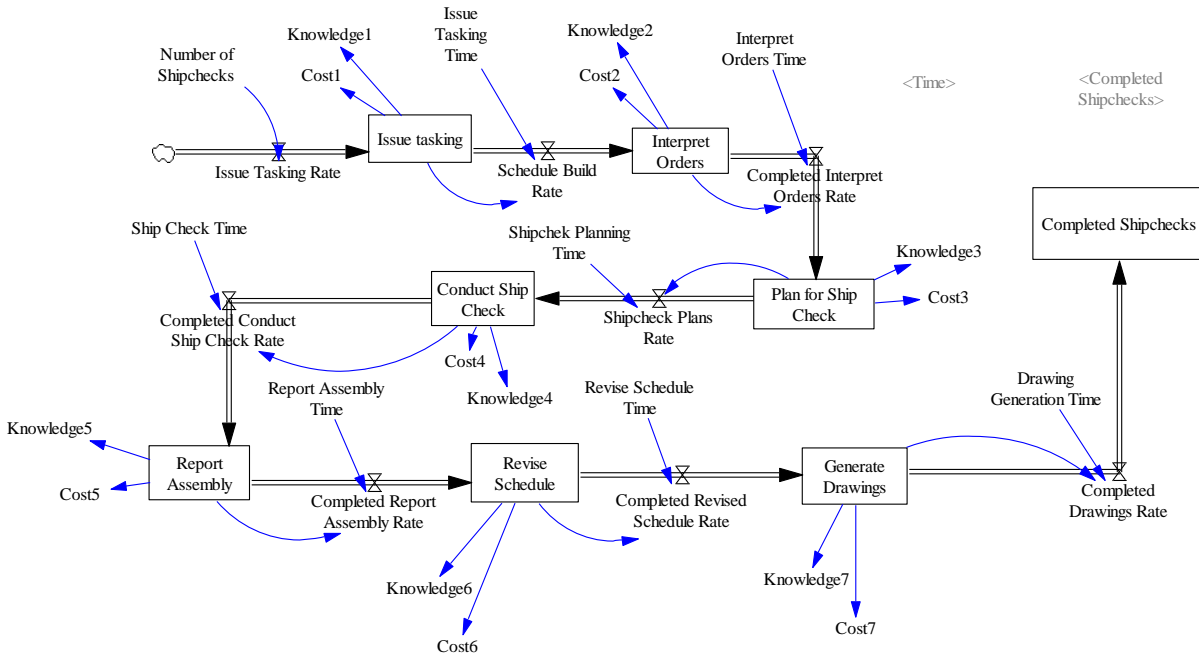 Knowledge1
Issue
Tasking
Time
Knowledge2
Interpret
Orders Time
Number of
Shipchecks
Cost1
Cost2
<Time>
<Completed
Shipchecks>
Issue tasking
Interpret
Orders
Issue Tasking Rate
Schedule Build
Rate
Completed Interpret
Orders Rate
Ship Check Time
Shipchek Planning
Time
Knowledge3
Completed Shipchecks
Conduct Ship
Check
Plan for Ship
Check
Cost3
Completed Conduct
Ship Check Rate
Shipcheck Plans
Rate
Cost4
Knowledge4
Report Assembly
Time
Revise Schedule
Time
Drawing
Generation Time
Knowledge5
Report
Assembly
Revise
Schedule
Generate
Drawings
Cost5
Completed Report
Assembly Rate
Completed Revised
Schedule Rate
Completed
Drawings Rate
Knowledge6
Knowledge7
Cost6
Cost7